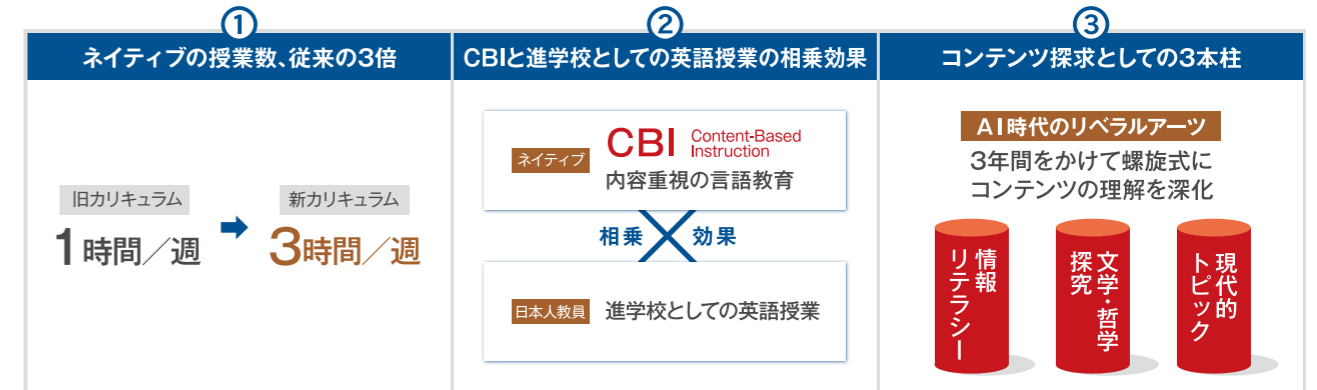 ①
ネイティブの授業数、従来の3倍
旧カリキュラム
1時間／週
新カリキュラム
3時間／週
②
CBIと進学校としての英語授業の相乗効果
ネイティブ
CBI Content-Based
Instruction
内容重視の言語教育
相乗 効果
日本人教員
進学校としての英語授業
③
コンテンツ探求としての3本柱
AI時代のリベラルアーツ
3年間をかけて螺旋式に
コンテンツの理解を深化
情報
リテラシー
文学・哲学
探究
現代的
トピック